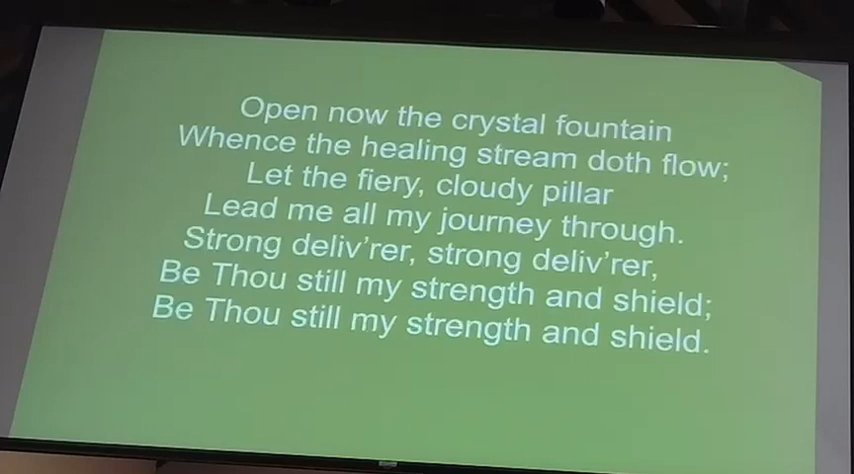 Open now the crystal fountain
Whence the healing stream doth flow;
Let the fiery, cloudy pillar
Lead me all my journey through.
Strong deliv’rer, strong deliv’rer,
Be Thou still my strength and shield;
Be Thou still my strength and shield.